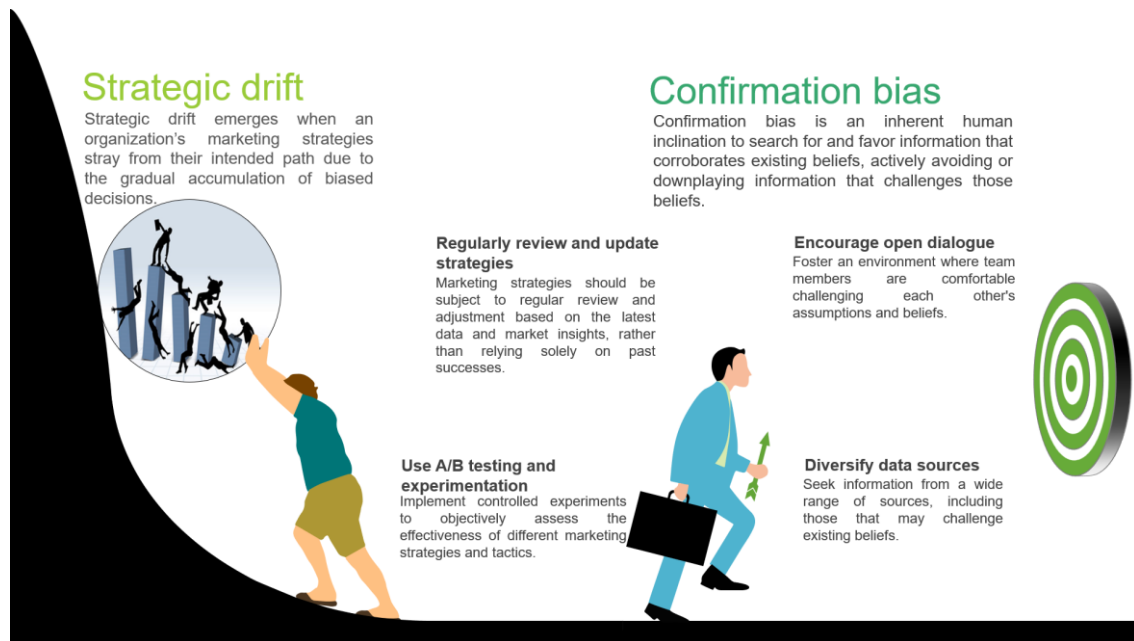 Strategic drift
Strategic drift emerges when an
organization's marketing strategies
stray from their intended path due to
the gradual accumulation of biased
decisions.
Confirmation bias
Confirmation bias is an inherent human
inclination to search for and favor information that
corroborates existing beliefs, actively avoiding or
downplaying information that challenges those
beliefs.
Regularly review and update
strategies
Marketing strategies should be
subject to regular review and
adjustment based on the latest
data and market insights, rather
than relying solely on past
successes.
Encourage open dialogue
Foster an environment where team
members are comfortable
challenging each other's
assumptions and beliefs.
Use A/B testing and
experimentation
Implement controlled experiments
to objectively assess the
effectiveness of different marketing
strategies and tactics.
Diversify data sources
Seek information from a wide
range of sources, including
those that may challenge
existing beliefs.